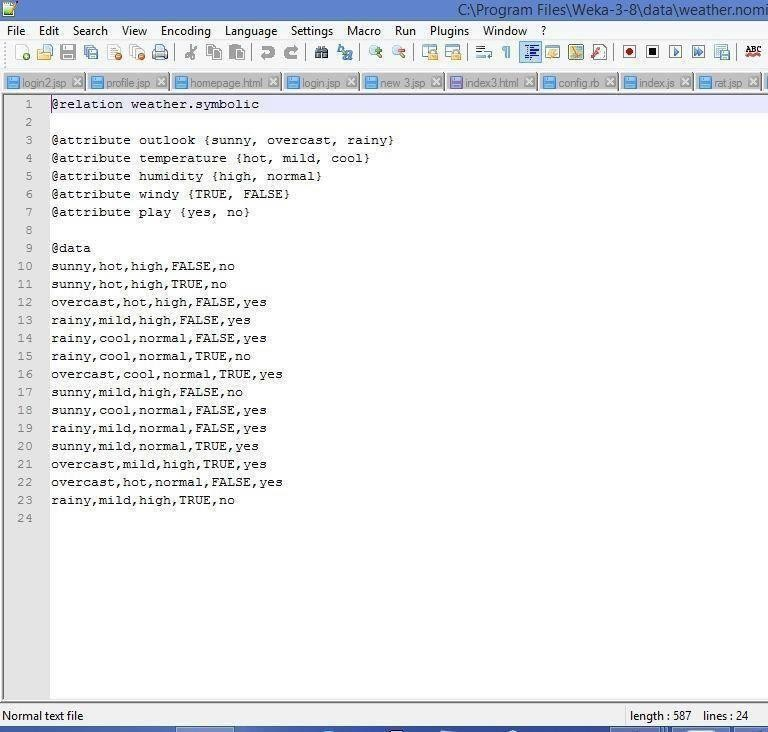 C:\Program Files\Weka-3-8\data\weather.nomi
File Edit Search View Encoding Language Settings Macro Run Plugins Window ?
ABC
login2.jsp profile.jsp homepage.html login.jsp new 3.jsp index3.html config.rb index.js rat.jsp
1 @relation weather.symbolic
2
3 @attribute outlook {sunny, overcast, rainy}
4 @attribute temperature {hot, mild, cool}
5 @attribute humidity {high, normal}
6 @attribute windy {TRUE, FALSE}
7 @attribute play {yes, no}
8
9 @data
10 sunny,hot,high,FALSE,no
11 sunny,hot,high,TRUE,no
12 overcast,hot,high,FALSE,yes
13 rainy,mild,high,FALSE,yes
14 rainy,cool,normal,FALSE,yes
15 rainy,cool,normal,TRUE,no
16 overcast,cool,normal,TRUE,yes
17 sunny,mild,high,FALSE,no
18 sunny,cool,normal,FALSE,yes
19 rainy,mild,normal,FALSE,yes
20 sunny,mild,normal,TRUE,yes
21 overcast,mild,high,TRUE,yes
22 overcast,hot,normal,FALSE,yes
23 rainy,mild,high,TRUE,no
24
Normal text file length : 587 lines : 24